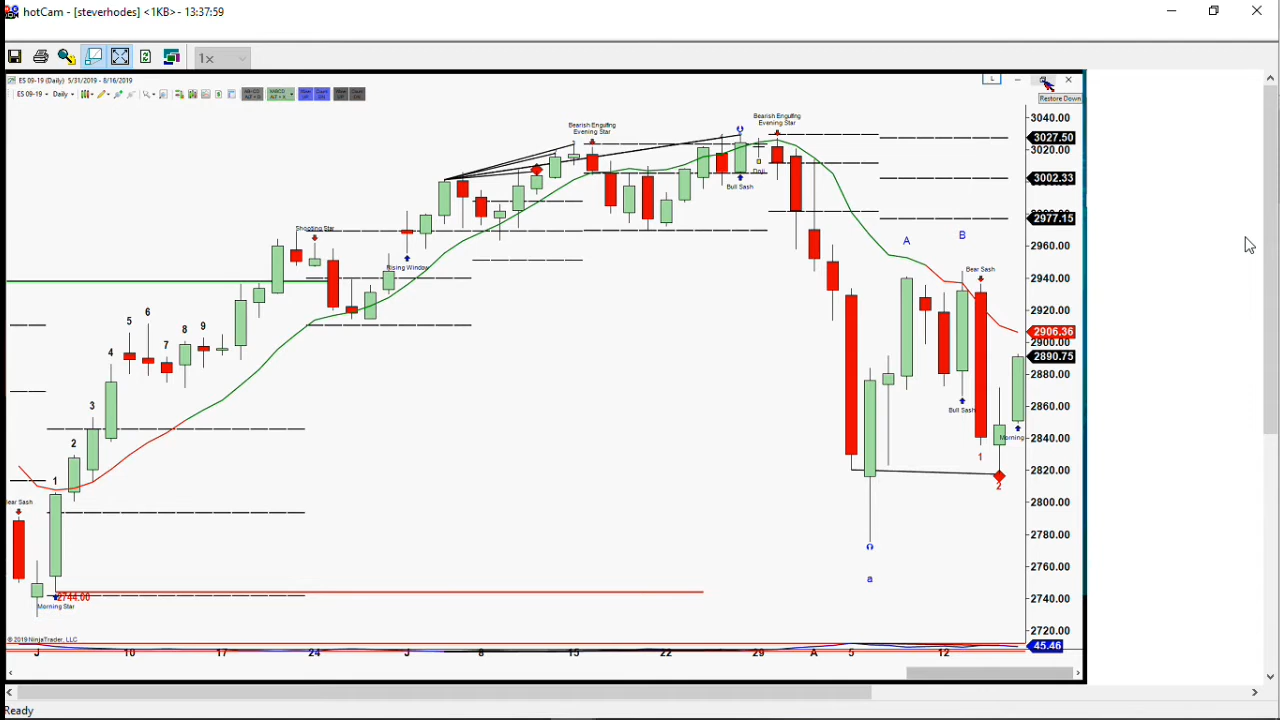 hotCam - [steverhodes] <1KB> - 13:37:59
1x
ES 09-19 (Daily) 5/31/2019 - 8/16/2019
L
ES 09-19 Daily
Restore Down
3040.00
3027.50
3020.00
3002.33
2977.15
2960.00
2940.00
2920.00
2906.36
2900.00
2890.75
2880.00
2860.00
2840.00
2820.00
2800.00
2780.00
2760.00
2740.00
2720.00
45.46
Bearish Engulfing
Evening Star
Bearish Engulfing
Evening Star
Bull Sash
Doji
Shooting Star
Rising Window
A
B
Bear Sash
Bull Sash
Morning
1
2
a
1
2
3
4
5
6
7
8
9
Bear Sash
2744.00
Morning Star
© 2019 NinjaTrader, LLC
J 10 17 24 J 8 15 22 29 A 5 12
Ready